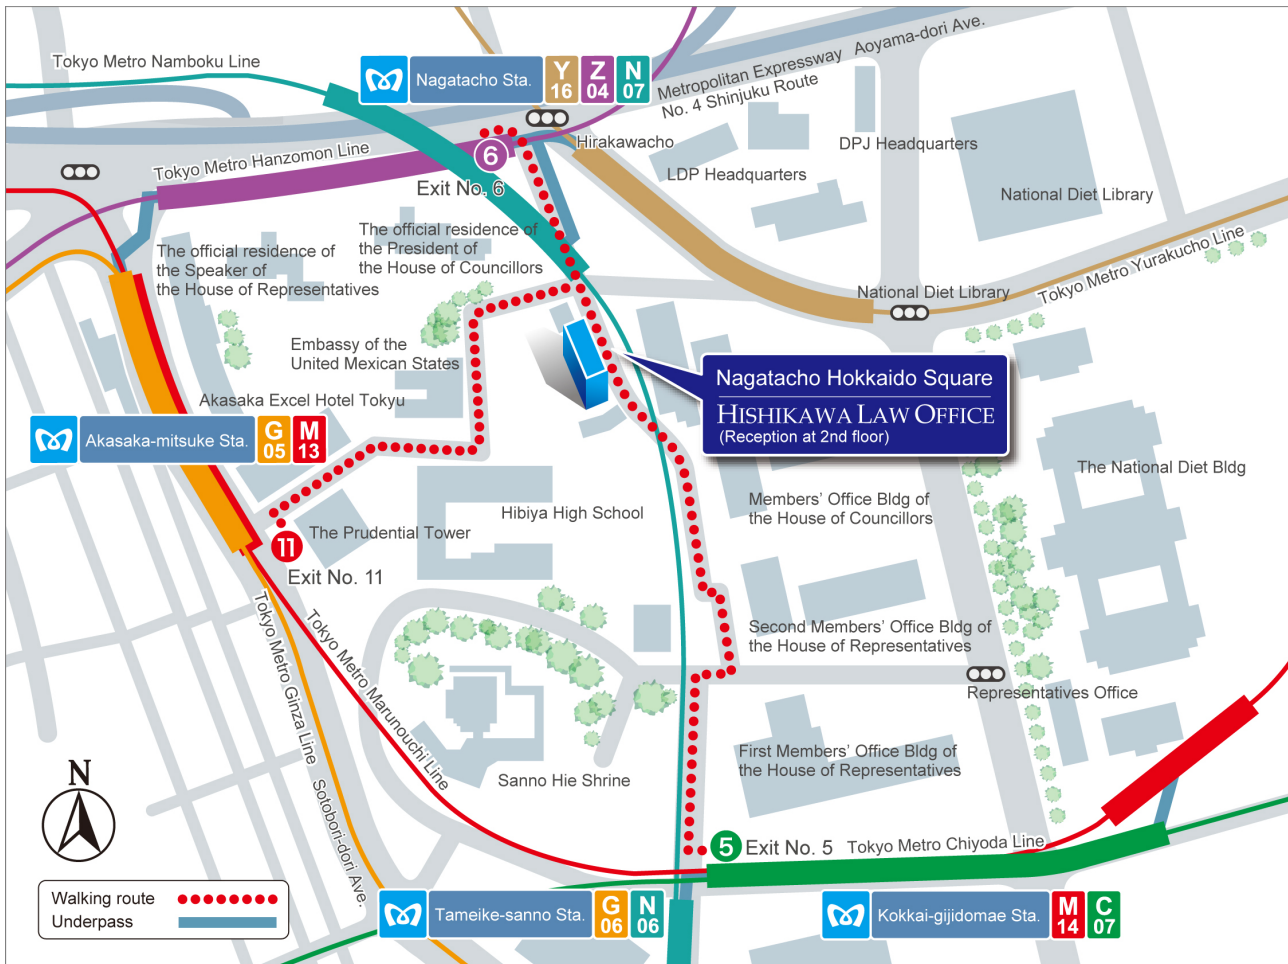 Tokyo Metro Namboku Line
Nagatacho Sta.
Y
16
Z
04
N
07
Metropolitan Expressway
No. 4 Shinjuku Route
Aoyama-dori Ave.
Hirakawacho
DPJ Headquarters
LDP Headquarters
National Diet Library
Tokyo Metro Hanzomon Line
6
Exit No. 6
The official residence of
the President of
the House of Councillors
The official residence of
the Speaker of
the House of Representatives
National Diet Library
Tokyo Metro Yurakucho Line
Embassy of the
United Mexican States
Akasaka Excel Hotel Tokyu
Nagatacho Hokkaido Square
HISHIKAWA LAW OFFICE
(Reception at 2nd floor)
Akasaka-mitsuke Sta.
G
05
M
13
The National Diet Bldg
Members' Office Bldg of
the House of Councillors
Hibiya High School
The Prudential Tower
11
Exit No. 11
Tokyo Metro Ginza Line
Tokyo Metro Marunouchi Line
Second Members' Office Bldg of
the House of Representatives
Representatives Office
First Members' Office Bldg of
the House of Representatives
Sanno Hie Shrine
Sotobori-dori Ave.
N
5
Exit No. 5
Tokyo Metro Chiyoda Line
Walking route
Underpass
Tameike-sanno Sta.
G
06
N
06
Kokkai-gijidomae Sta.
M
14
C
07